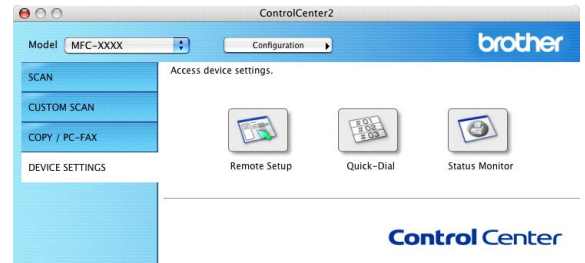 ControlCenter2
Model MFC-XXXX Configuration brother
SCAN
CUSTOM SCAN
COPY / PC-FAX
DEVICE SETTINGS
Access device settings.
Remote Setup Quick-Dial Status Monitor
Control Center